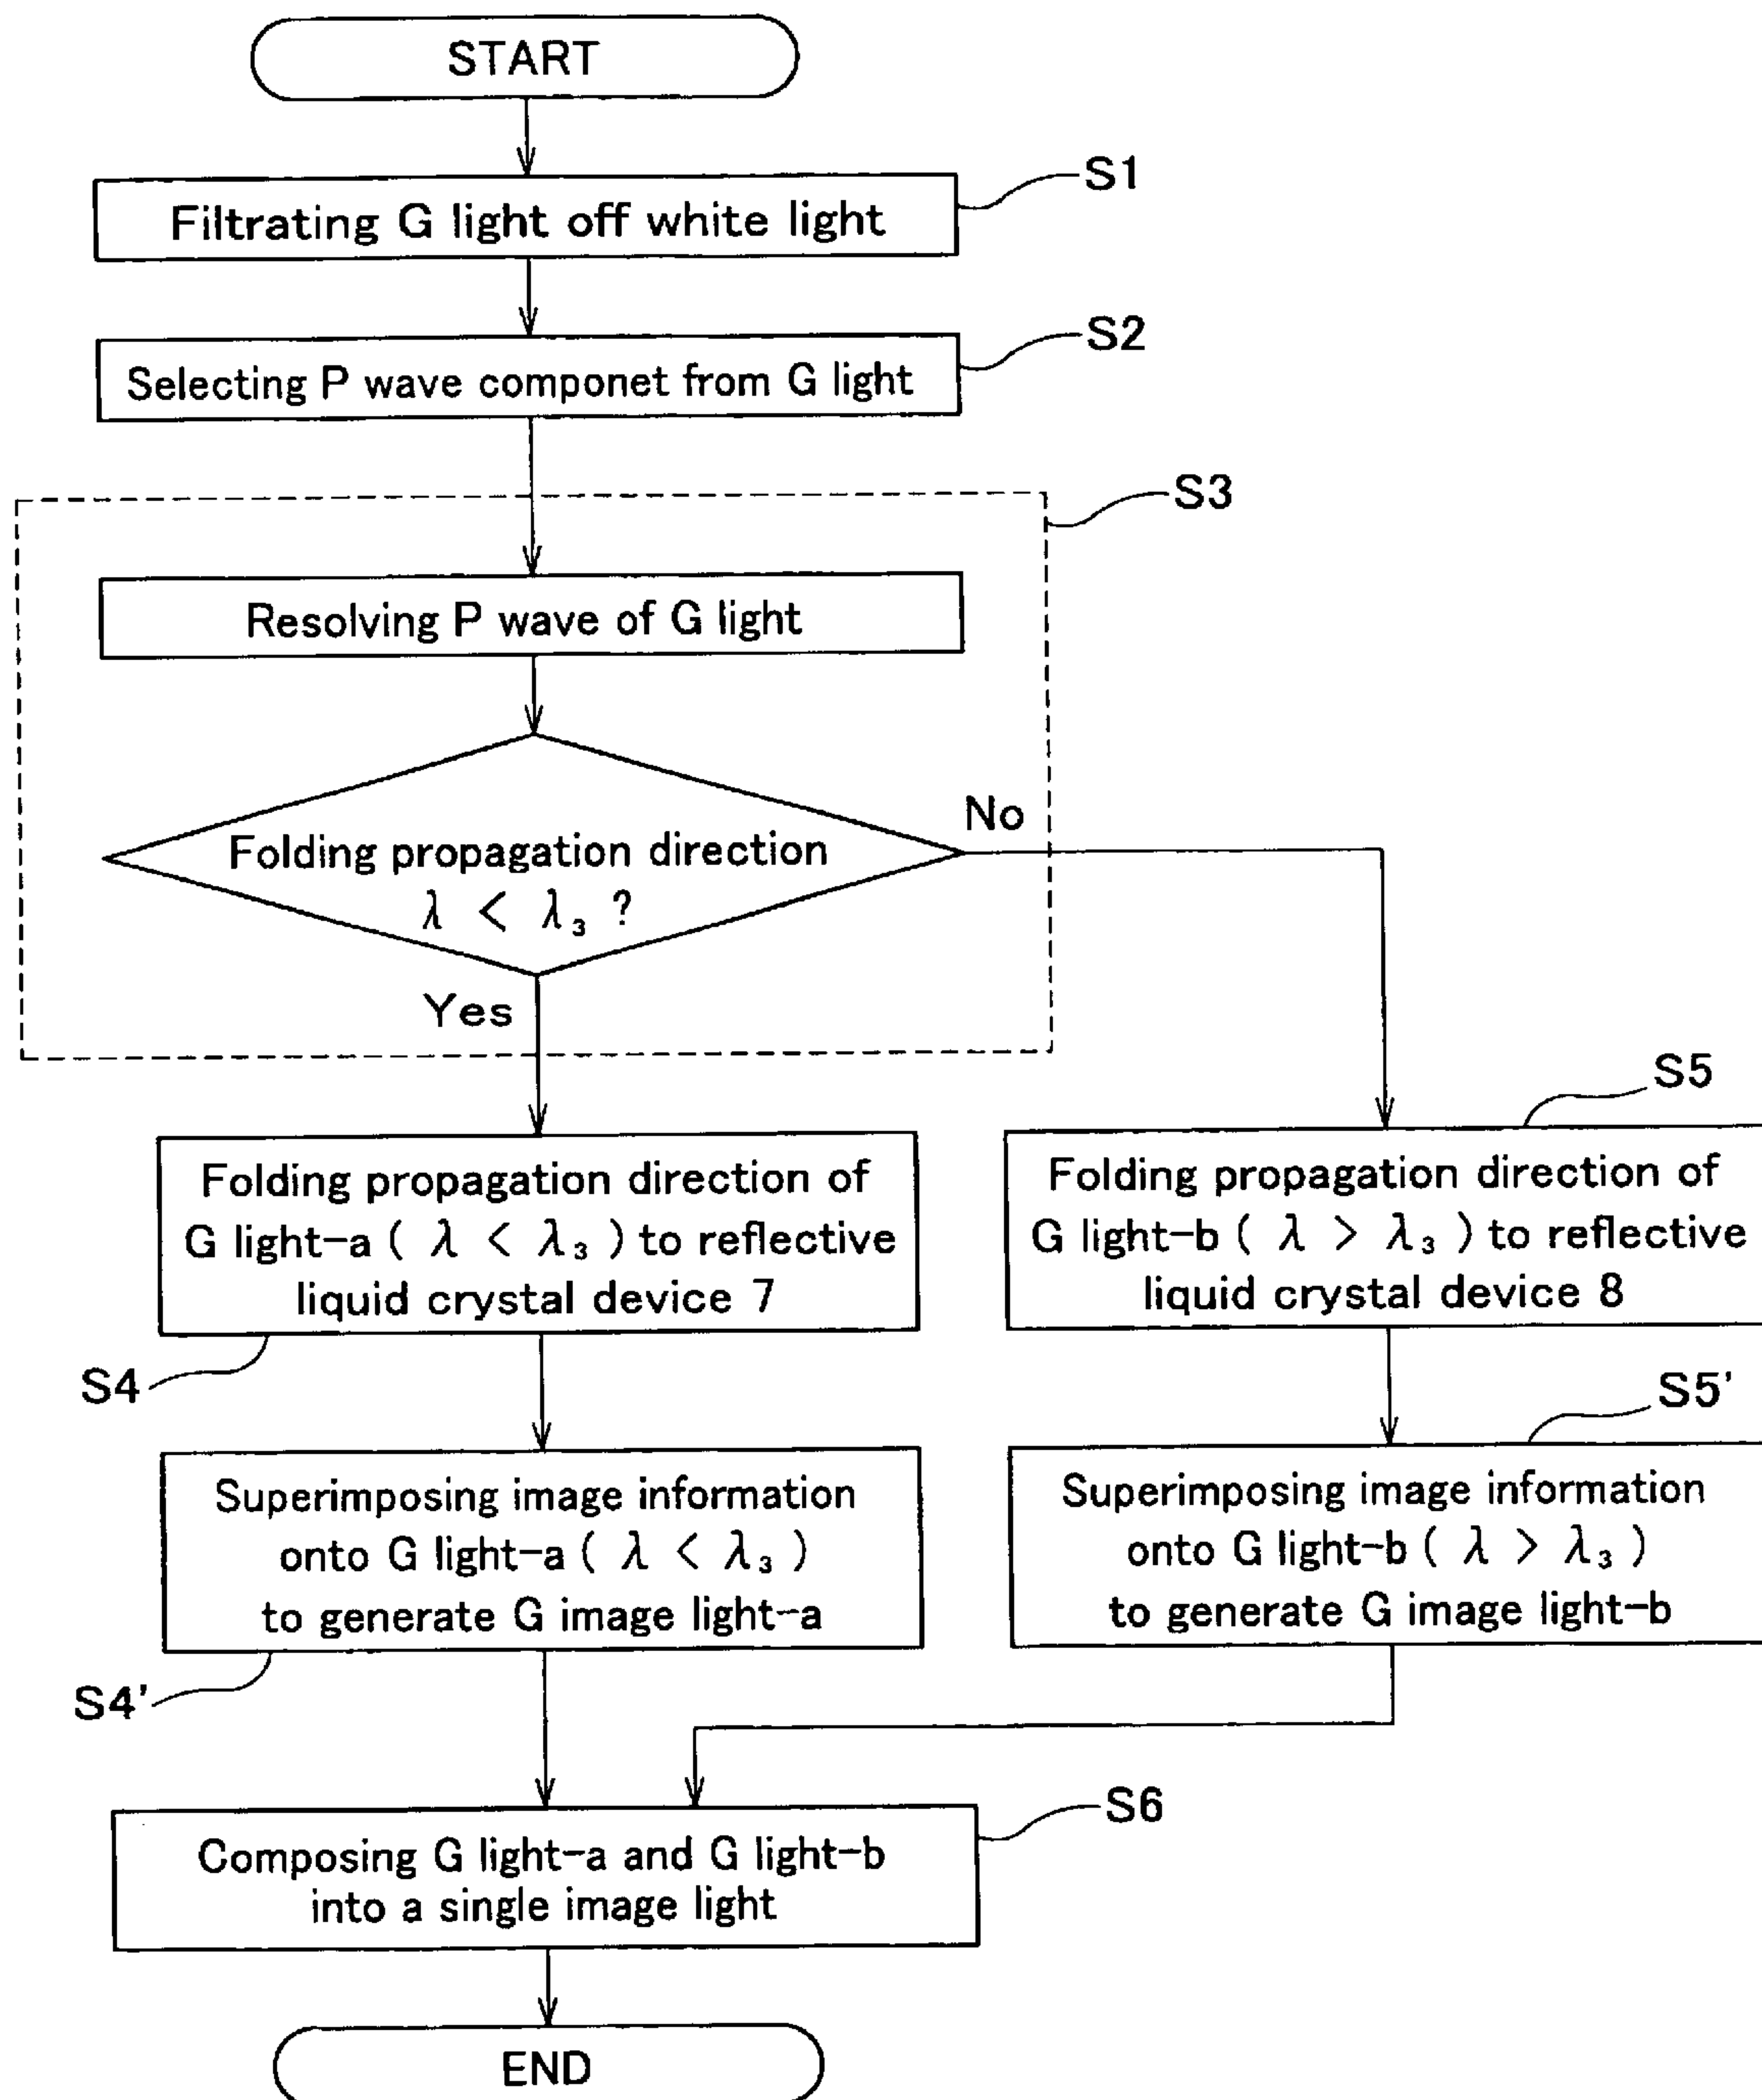 START
S1
Filtrating G light off white light
S2
Selecting P wave componet from G light
S3
Resolving P wave of G light
Folding propagation direction
λ < λ₃ ?
No
Yes
S5
Folding propagation direction of
G light-a ( λ < λ₃ ) to reflective
liquid crystal device 7
Folding propagation direction of
G light-b ( λ > λ₃ ) to reflective
liquid crystal device 8
S4
S5'
Superimposing image information
onto G light-a ( λ < λ₃ )
to generate G image light-a
Superimposing image information
onto G light-b ( λ > λ₃ )
to generate G image light-b
S4'
S6
Composing G light-a and G light-b
into a single image light
END